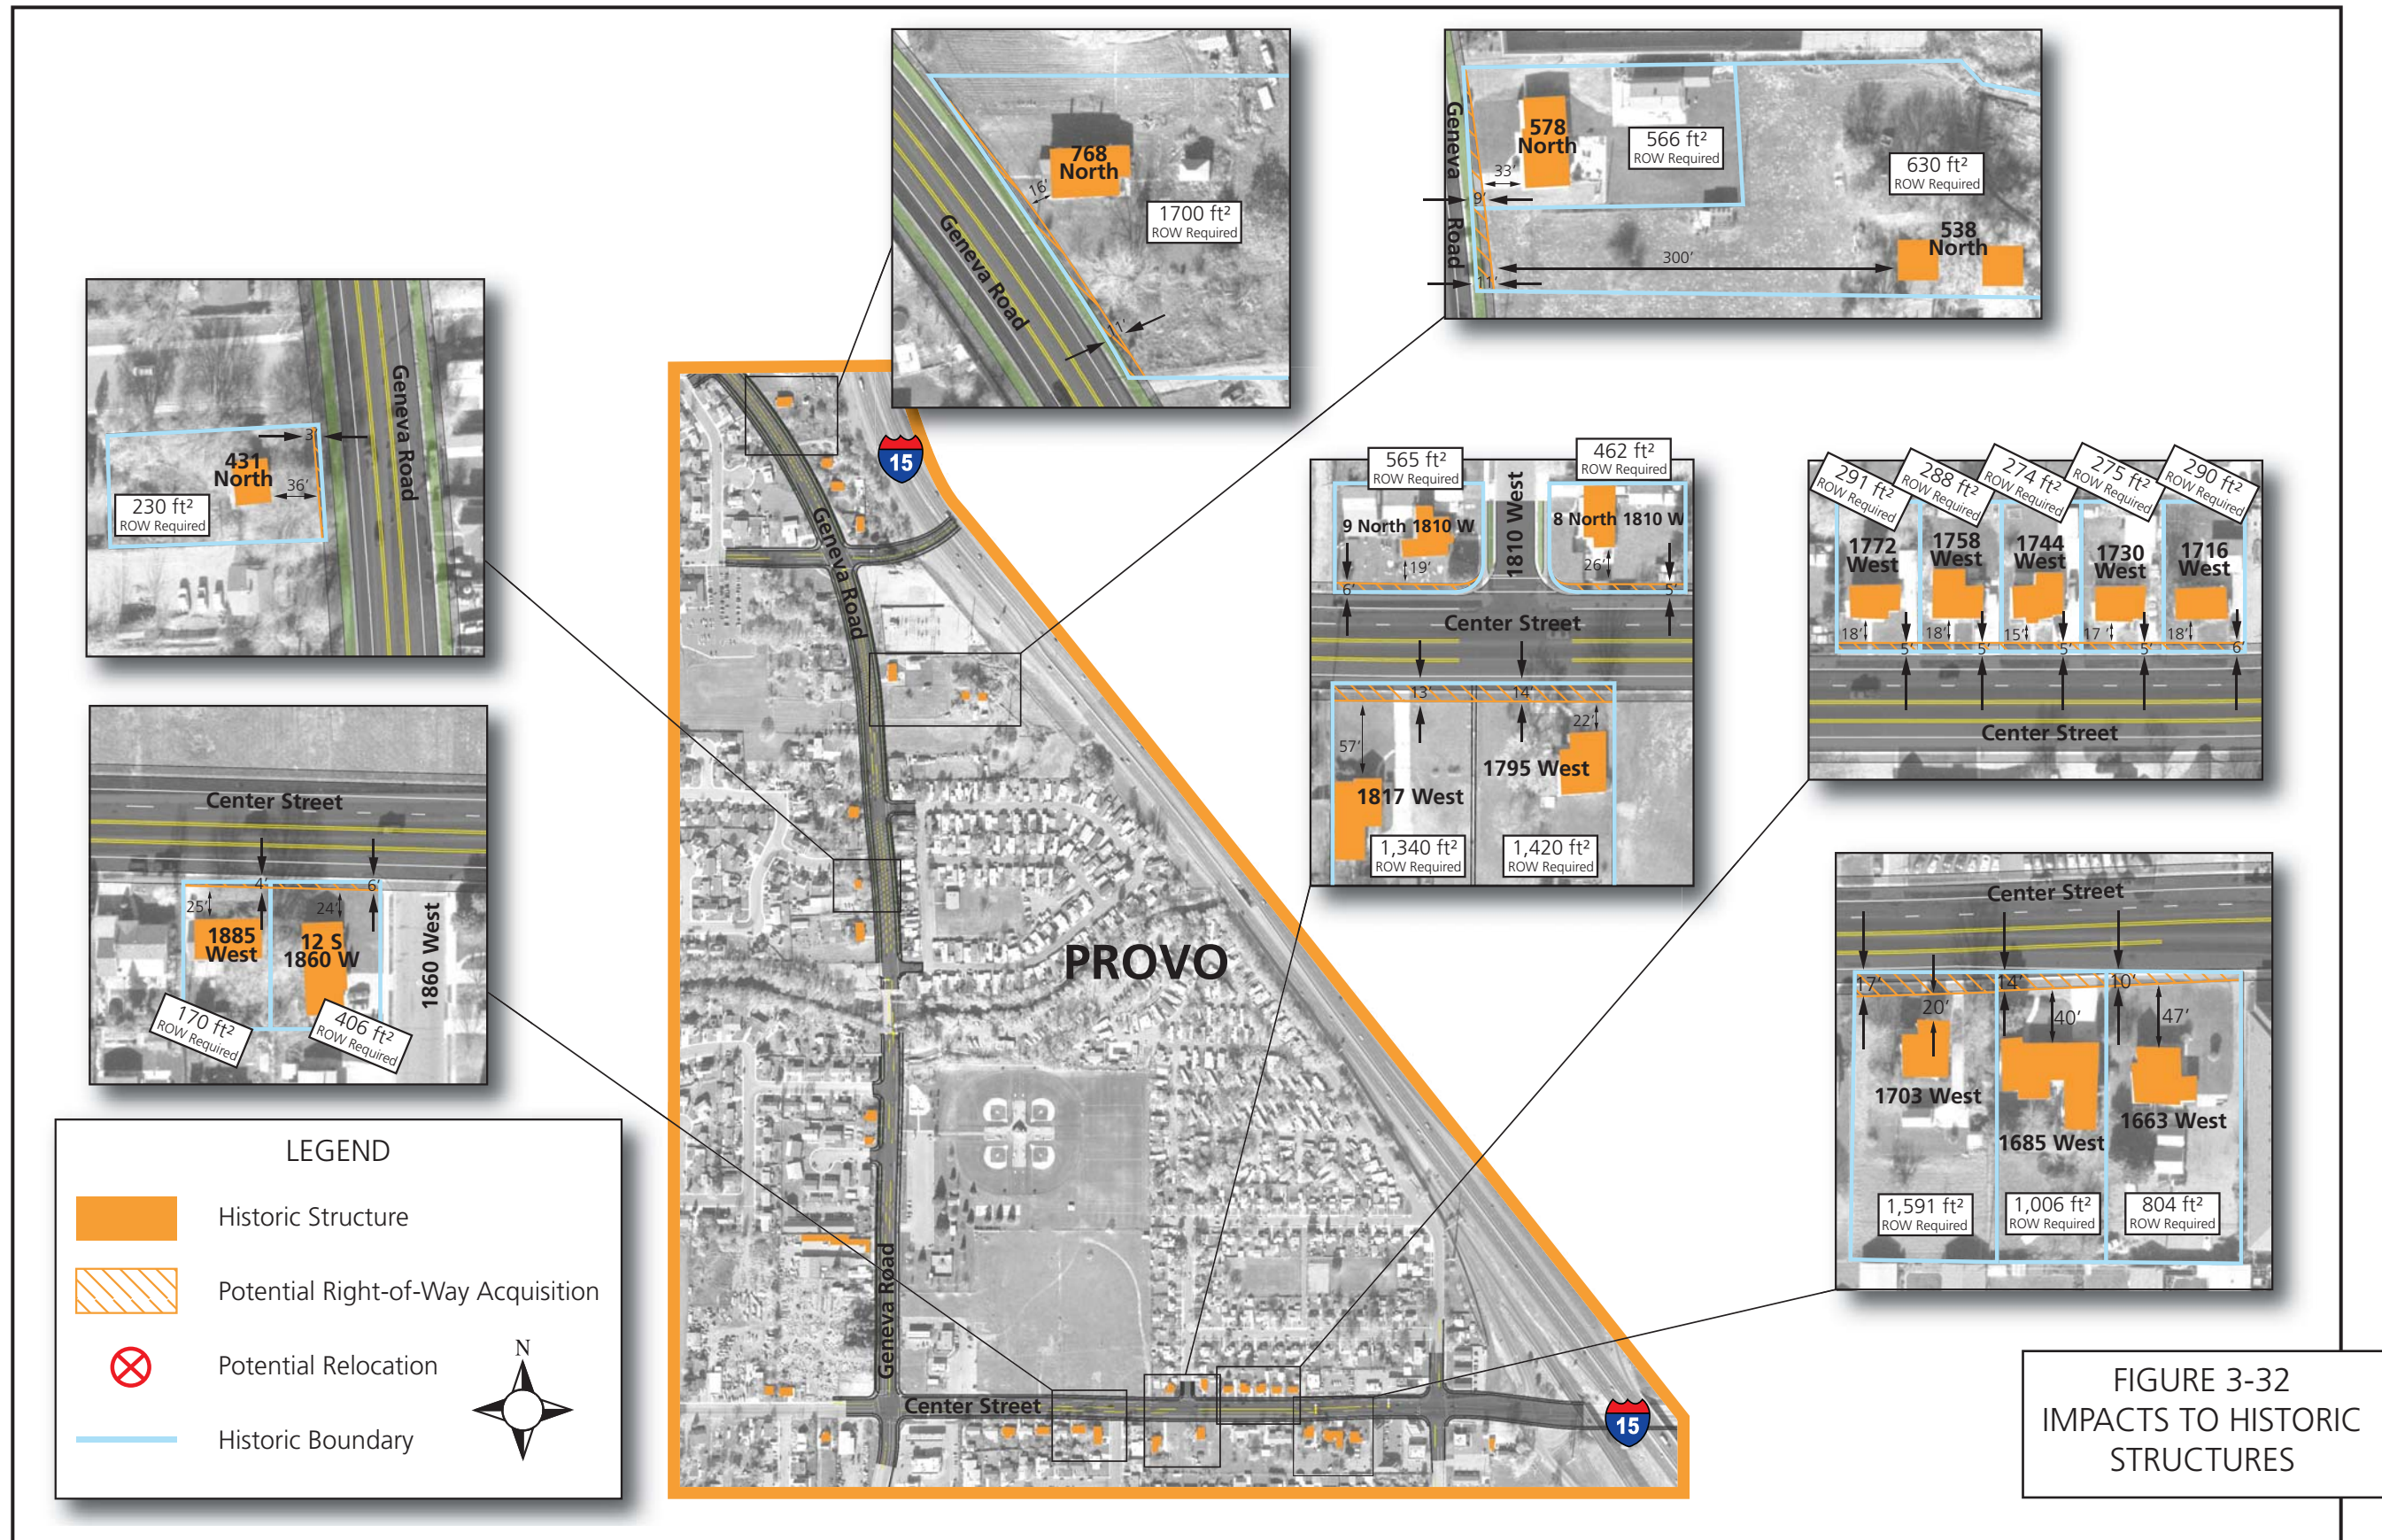 768
North
16'
1700 ft²
ROW Required
Geneva Road
11'
Geneva Road
578
North
33'
566 ft²
ROW Required
630 ft²
ROW Required
9'
538
North
300'
11'
431
North
3'
36'
230 ft²
ROW Required
Geneva Road
15
565 ft²
ROW Required
462 ft²
ROW Required
1810 West
9 North 1810 W
8 North 1810 W
19'
26'
6'
5'
Center Street
13'
14'
57'
22'
1795 West
1817 West
1,340 ft²
ROW Required
1,420 ft²
ROW Required
291 ft²
ROW Required
288 ft²
ROW Required
274 ft²
ROW Required
275 ft²
ROW Required
290 ft²
ROW Required
1772
West
1758
West
1744
West
1730
West
1716
West
18'
18'
15'
17'
18'
5'
5'
5'
5'
6'
Center Street
Center Street
4'
6'
25'
24'
1885
West
12 S
1860 W
1860 West
170 ft²
ROW Required
406 ft²
ROW Required
Center Street
17'
14'
10'
20'
40'
47'
1703 West
1685 West
1663 West
1,591 ft²
ROW Required
1,006 ft²
ROW Required
804 ft²
ROW Required
Geneva Road
PROVO
Geneva Road
Center Street
15
LEGEND
Historic Structure
Potential Right-of-Way Acquisition
Potential Relocation
Historic Boundary
N
FIGURE 3-32
IMPACTS TO HISTORIC
STRUCTURES